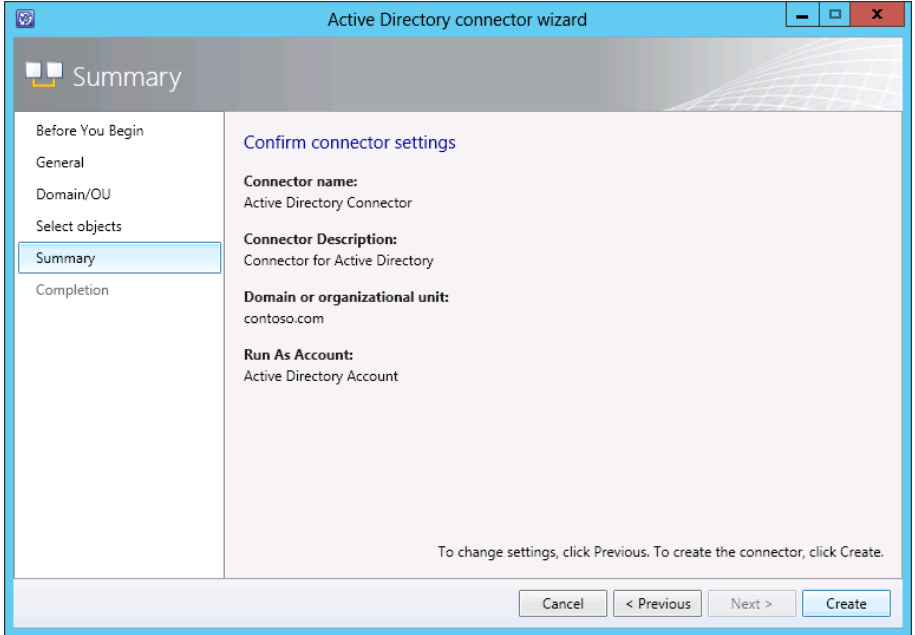 Active Directory connector wizard
Summary
Before You Begin
General
Domain/OU
Select objects
Summary
Completion
Confirm connector settings
Connector name:
Active Directory Connector
Connector Description:
Connector for Active Directory
Domain or organizational unit:
contoso.com
Run As Account:
Active Directory Account
To change settings, click Previous. To create the connector, click Create.
Cancel
< Previous
Next >
Create